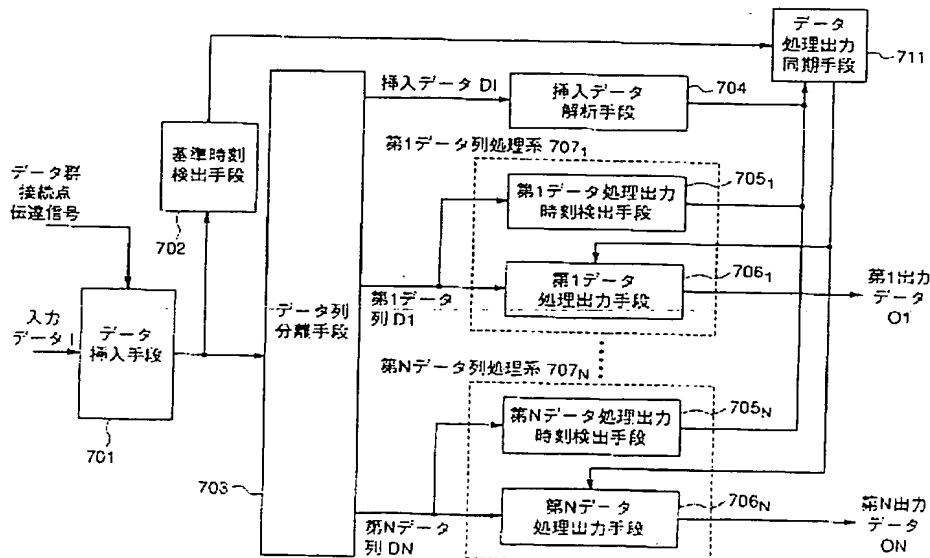 データ
処理出力
同期手段
711
挿入データ DI
挿入データ
解析手段
704
基準時刻
検出手段
702
データ群
接続点
伝達信号
第1データ列処理系 707₁
第1データ処理出力
時刻検出手段
705₁
第1データ
処理出力手段
706₁
第1出力
データ
O1
第1データ
列 D1
データ列
分離手段
703
入力
データ I
データ
挿入手段
701
第Nデータ列処理系 707N
第Nデータ処理出力
時刻検出手段
705N
第Nデータ
処理出力手段
706N
第N出力
データ
ON
第Nデータ
列 DN